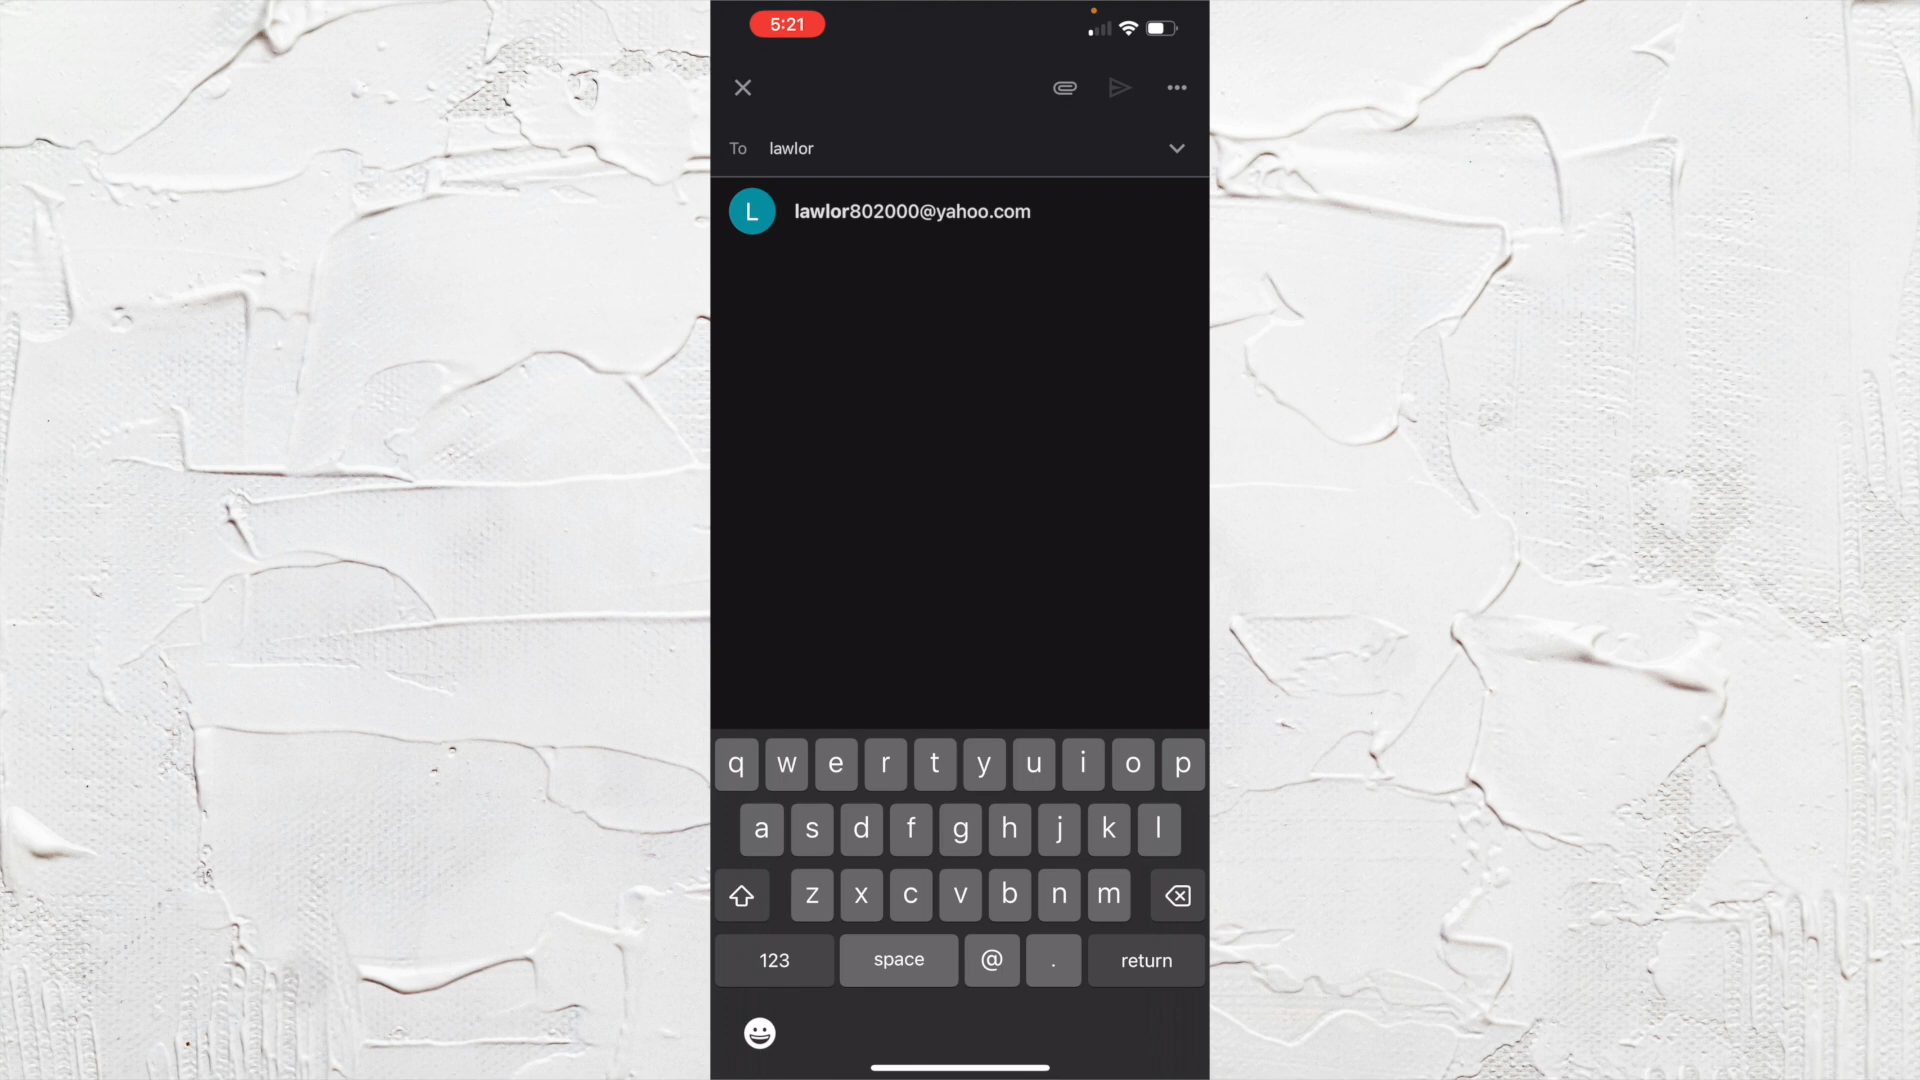 5:21
To lawlor
L lawlor802000@yahoo.com
q w e r t y u i o p
a s d f g h j k l
z x c v b n m
123 space @ . return